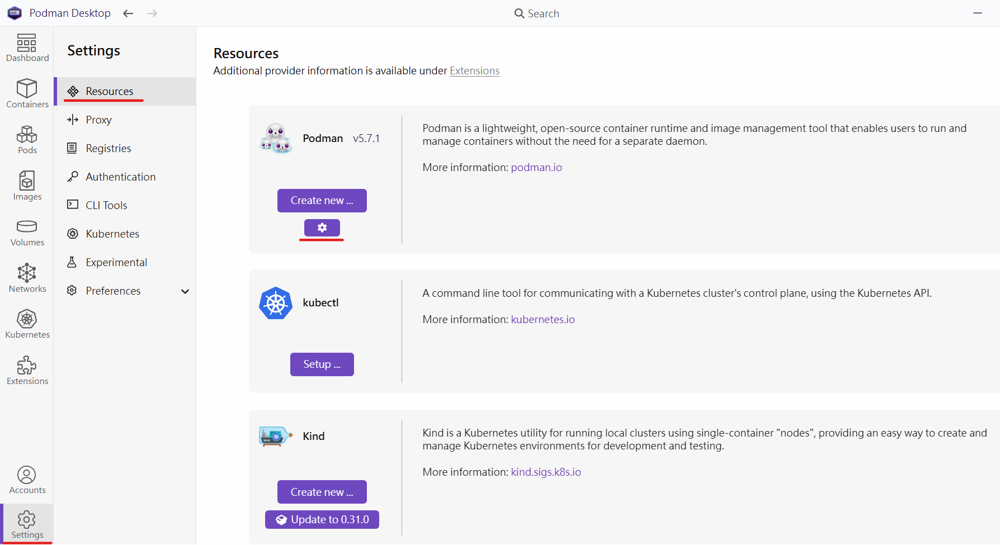 Podman Desktop
Search
Dashboard
Containers
Pods
Images
Volumes
Networks
Kubernetes
Extensions
Accounts
Settings
Settings
Resources
Proxy
Registries
Authentication
CLI Tools
Kubernetes
Experimental
Preferences
Resources
Additional provider information is available under Extensions
Podman v5.7.1
Create new ...
Podman is a lightweight, open-source container runtime and image management tool that enables users to run and
manage containers without the need for a separate daemon.
More information: podman.io
kubectl
Setup ...
A command line tool for communicating with a Kubernetes cluster's control plane, using the Kubernetes API.
More information: kubernetes.io
kind
Kind
Create new ...
Update to 0.31.0
Kind is a Kubernetes utility for running local clusters using single-container "nodes", providing an easy way to create and
manage Kubernetes environments for development and testing.
More information: kind.sigs.k8s.io